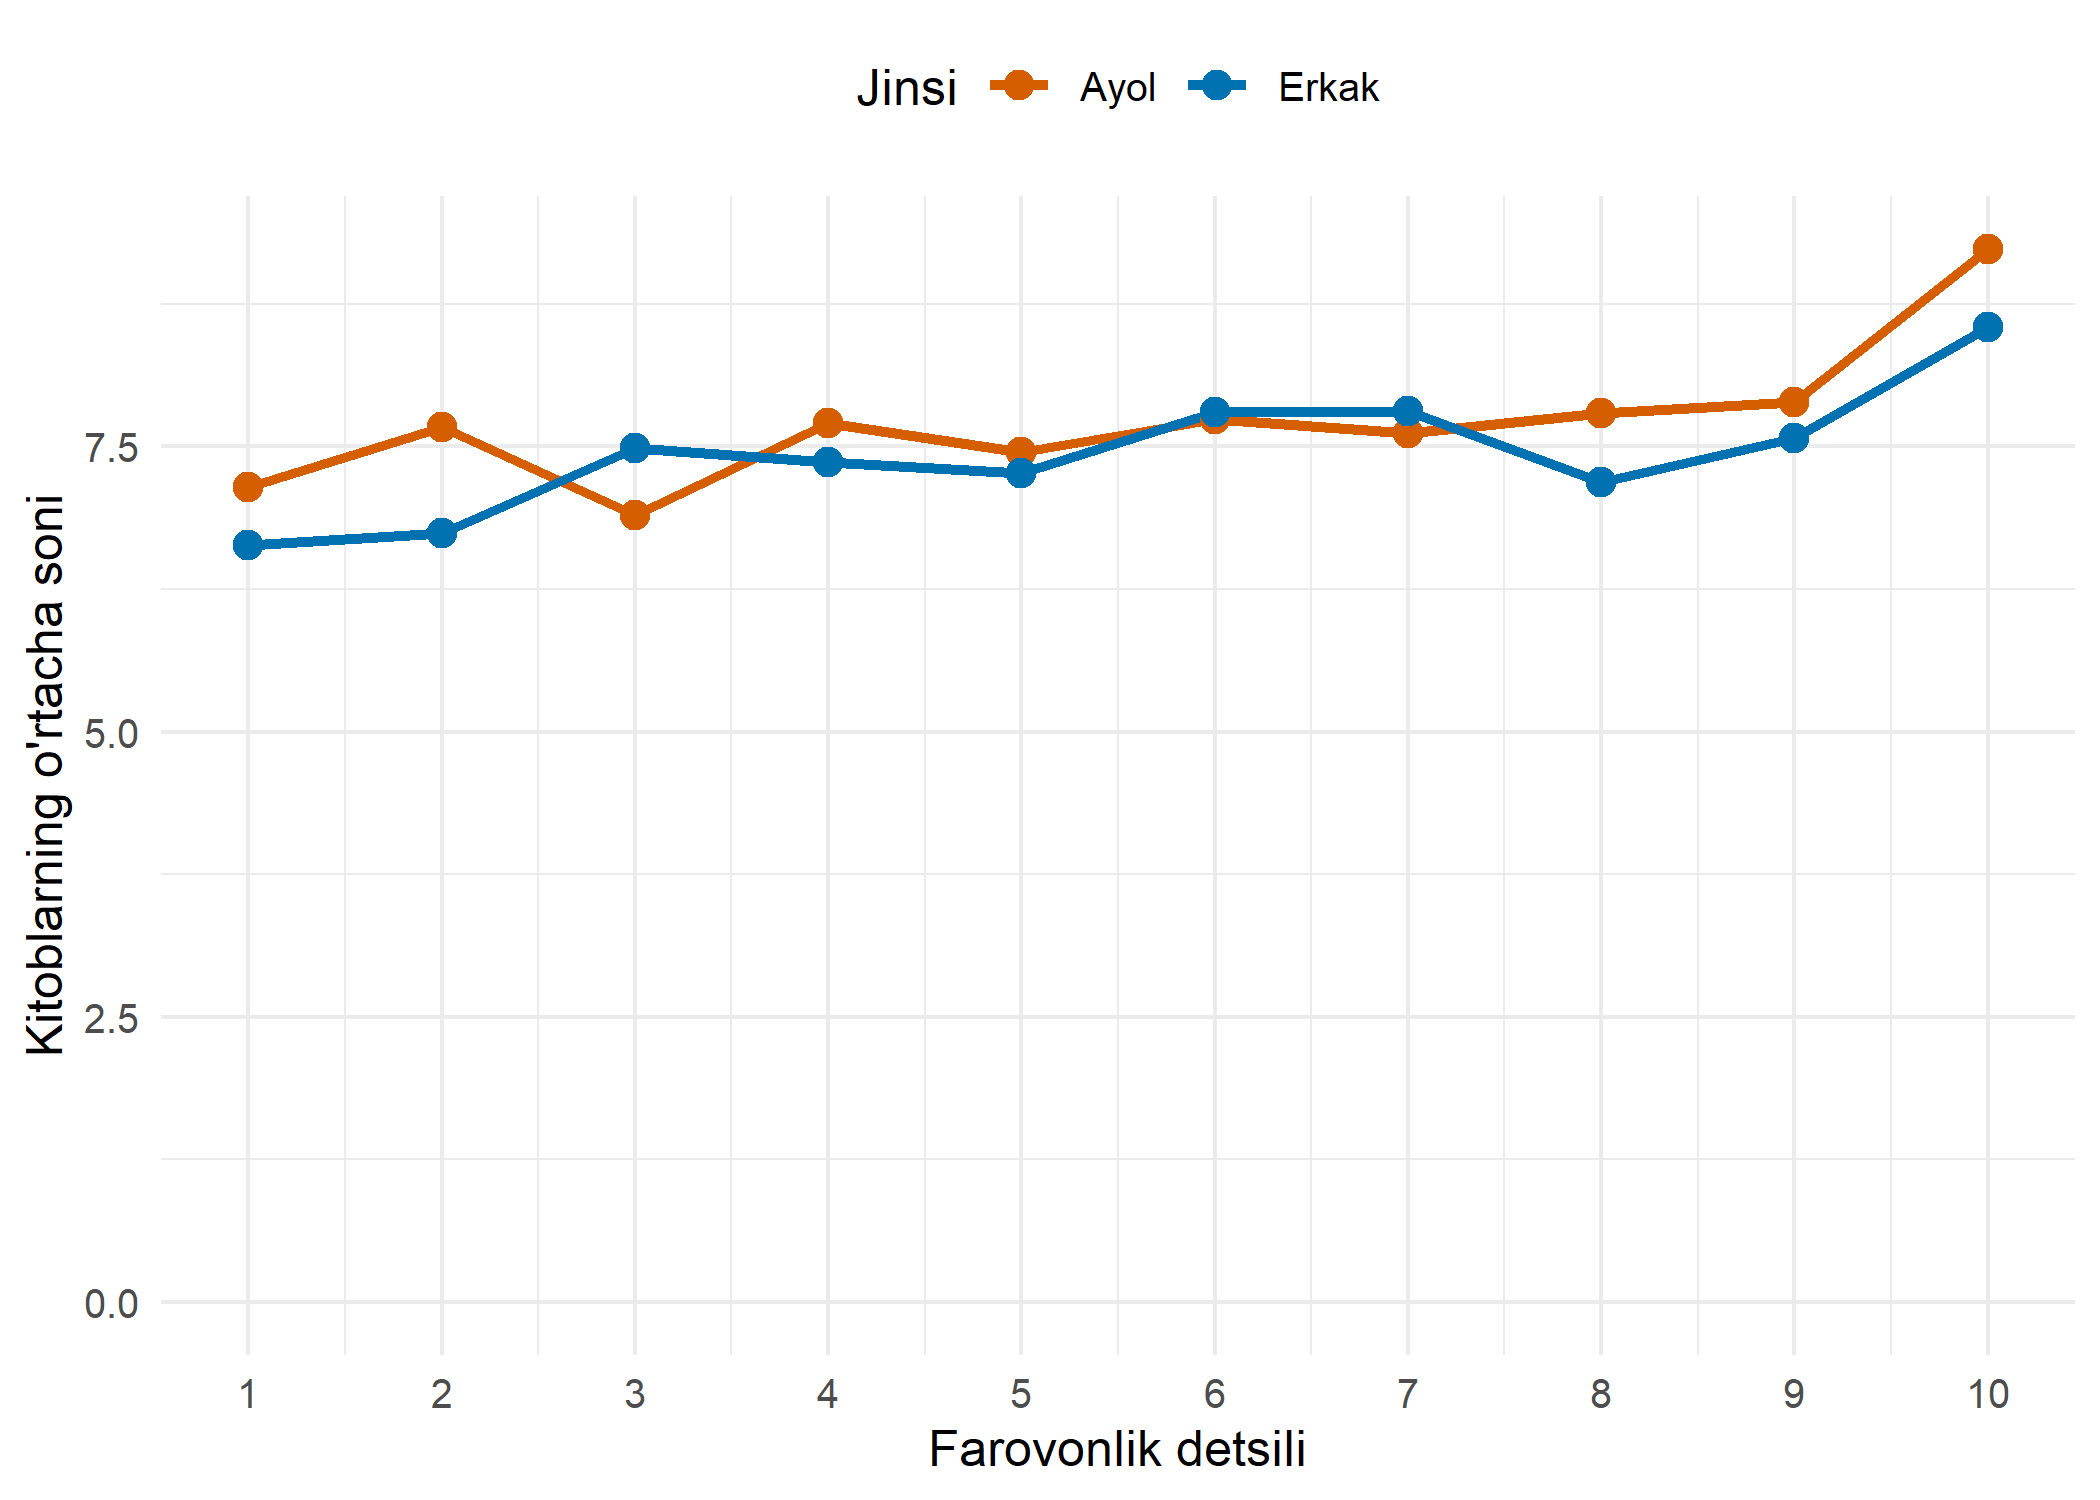 Jinsi Ayol Erkak
Kitoblarning o'rtacha soni
7.5
5.0
2.5
0.0
1 2 3 4 5 6 7 8 9 10
Farovonlik detsili